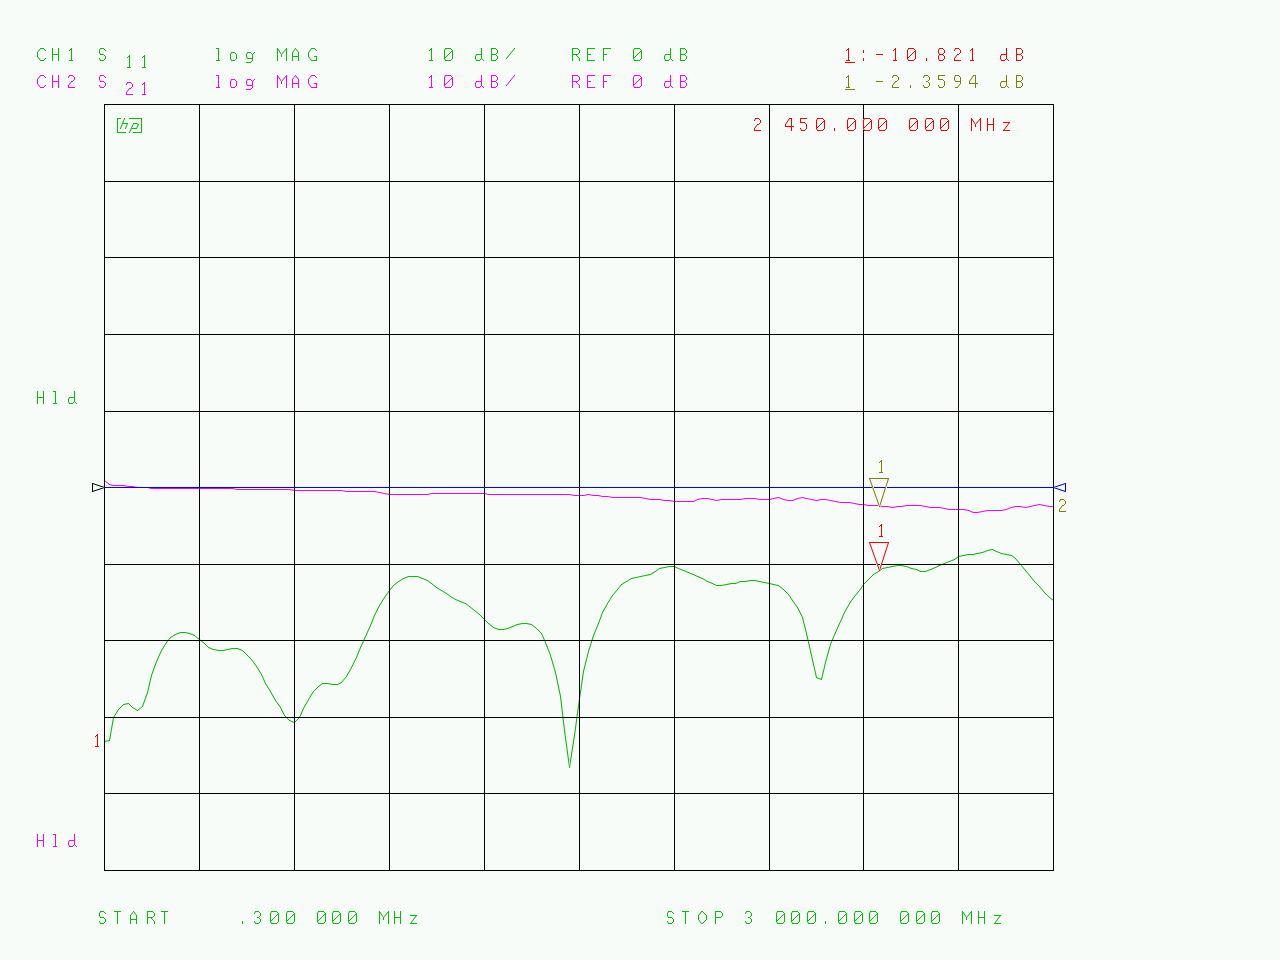 CH1 S 11 log MAG 10 dB/ REF 0 dB 1:-10.821 dB
CH2 S 21 log MAG 10 dB/ REF 0 dB 1 -2.3594 dB
hp 2 450.000 000 MHz
Hld
1
2
1
1
Hld
START .300 000 MHz STOP 3 000.000 000 MHz